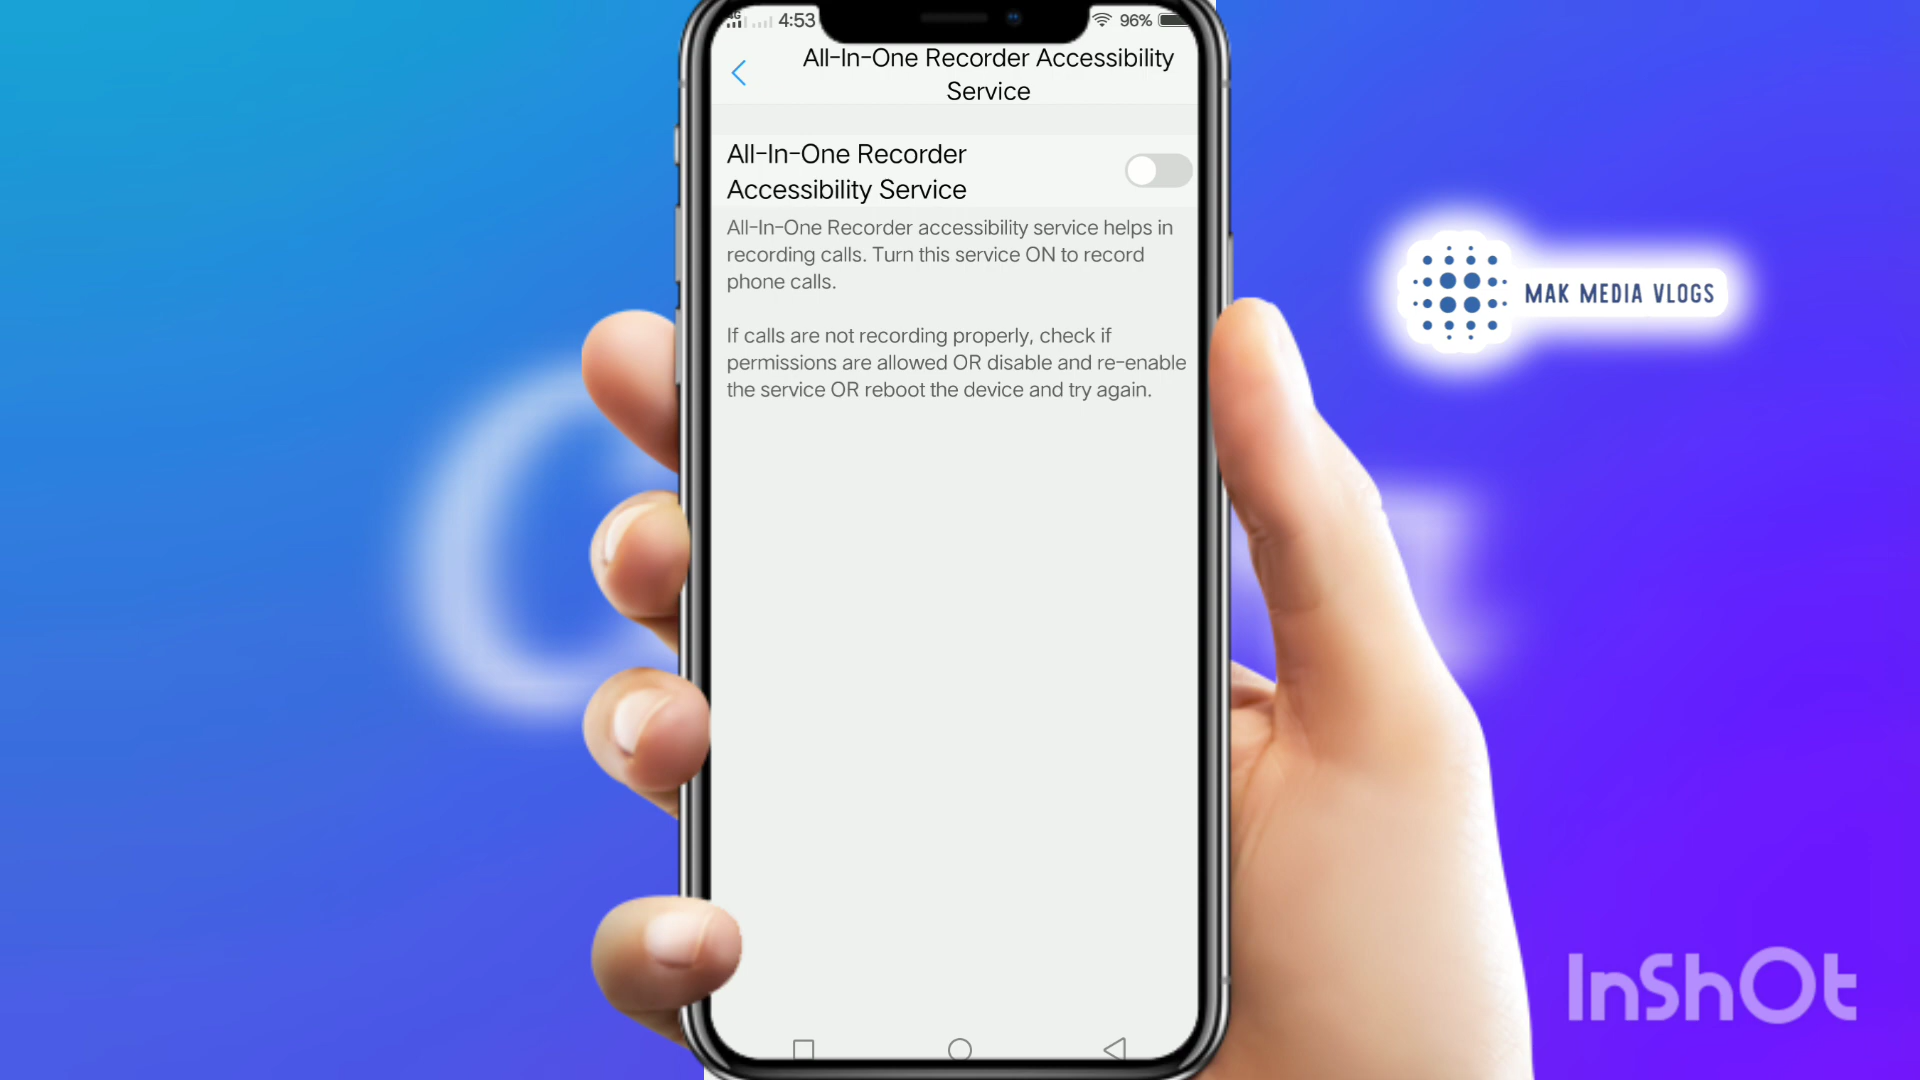 4G
4:53
96%
All-In-One Recorder Accessibility
Service
All-In-One Recorder
Accessibility Service
All-In-One Recorder accessibility service helps in
recording calls. Turn this service ON to record
phone calls.
If calls are not recording properly, check if
permissions are allowed OR disable and re-enable
the service OR reboot the device and try again.
MAK MEDIA VLOGS
InShOt